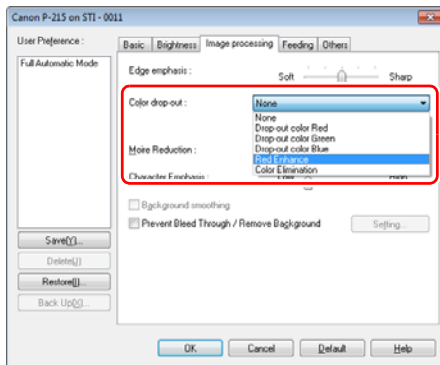 Canon P-215 on STI - 0011
User Preference :
Full Automatic Mode
Basic Brightness Image processing Feeding Others
Edge emphasis :
Soft Sharp
Color drop-out :
None
None
Drop-out color Red
Drop-out color Green
Drop-out color Blue
Red Enhance
Color Elimination
Moire Reduction :
Character Emphasis :
Background smoothing
Prevent Bleed Through / Remove Background
Setting...
Save(Y)...
Delete(J)
Restore(I)...
Back Up(X)...
OK Cancel Default Help